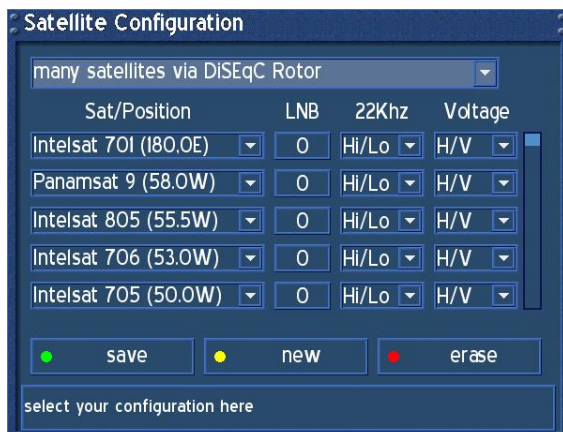 Satellite Configuration
many satellites via DiSEqC Rotor
Sat/Position LNB 22Khz Voltage
Intelsat 701 (180.0E) 0 Hi/Lo H/V
Panamsat 9 (58.0W) 0 Hi/Lo H/V
Intelsat 805 (55.5W) 0 Hi/Lo H/V
Intelsat 706 (53.0W) 0 Hi/Lo H/V
Intelsat 705 (50.0W) 0 Hi/Lo H/V
save new erase
select your configuration here